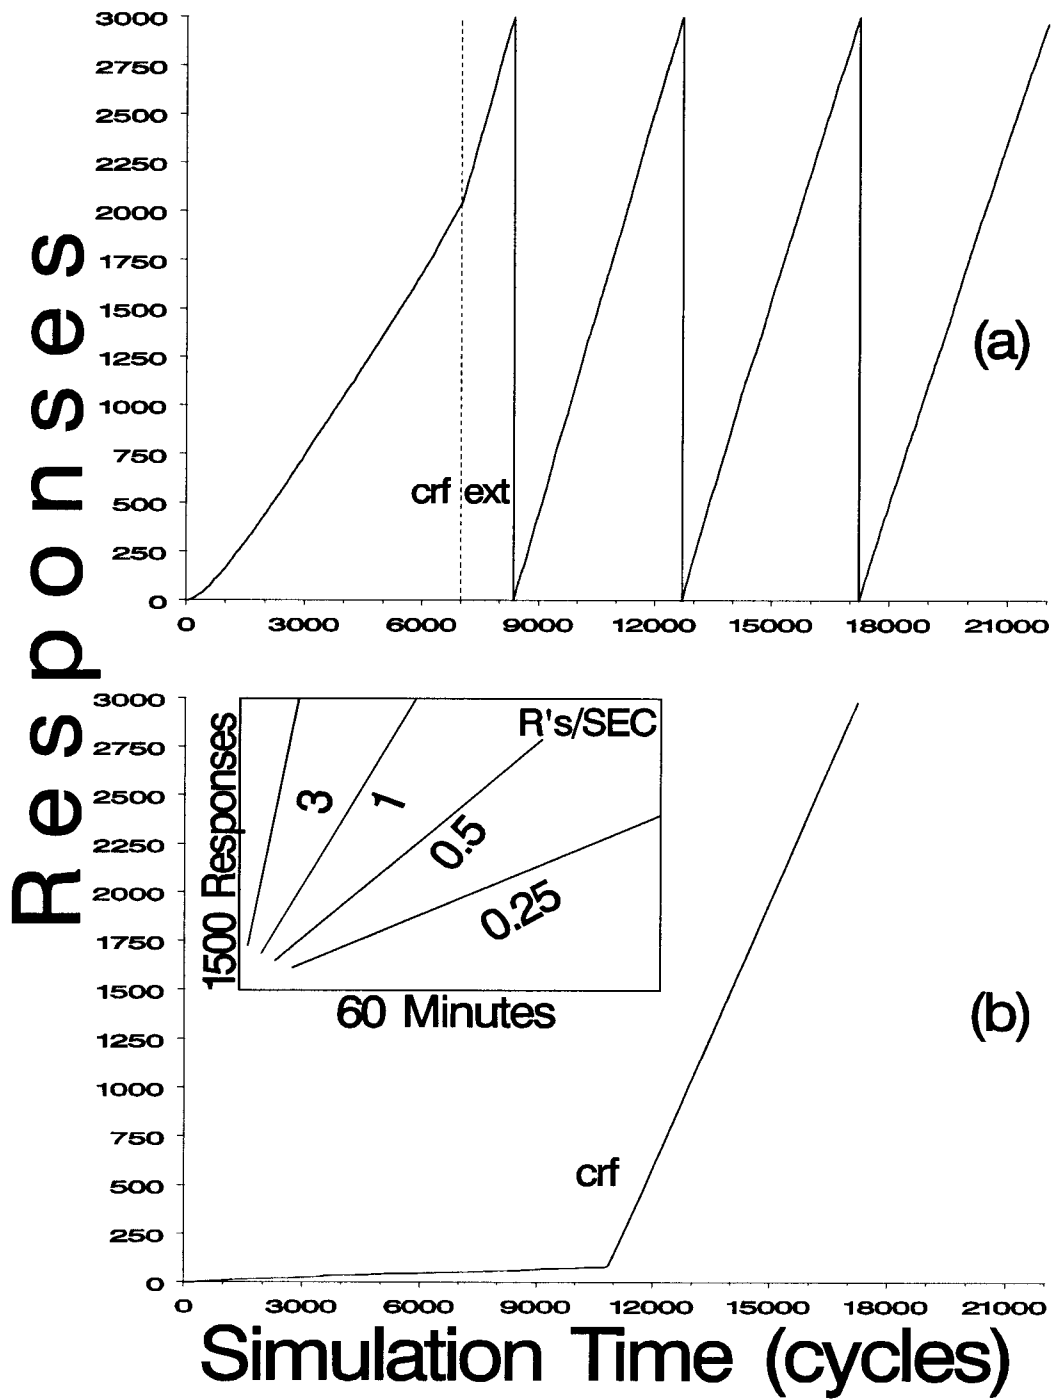 Responses
3000
2750
2500
2250
2000
1750
1500
1250
1000
750
500
250
0
crf ext
(a)
0 3000 6000 9000 12000 15000 18000 21000
3000
2750
2500
2250
2000
1750
1500
1250
1000
750
500
250
0
1500 Responses
R's/SEC
3
1
0.5
0.25
60 Minutes
(b)
crf
0 3000 6000 9000 12000 15000 18000 21000
Simulation Time (cycles)